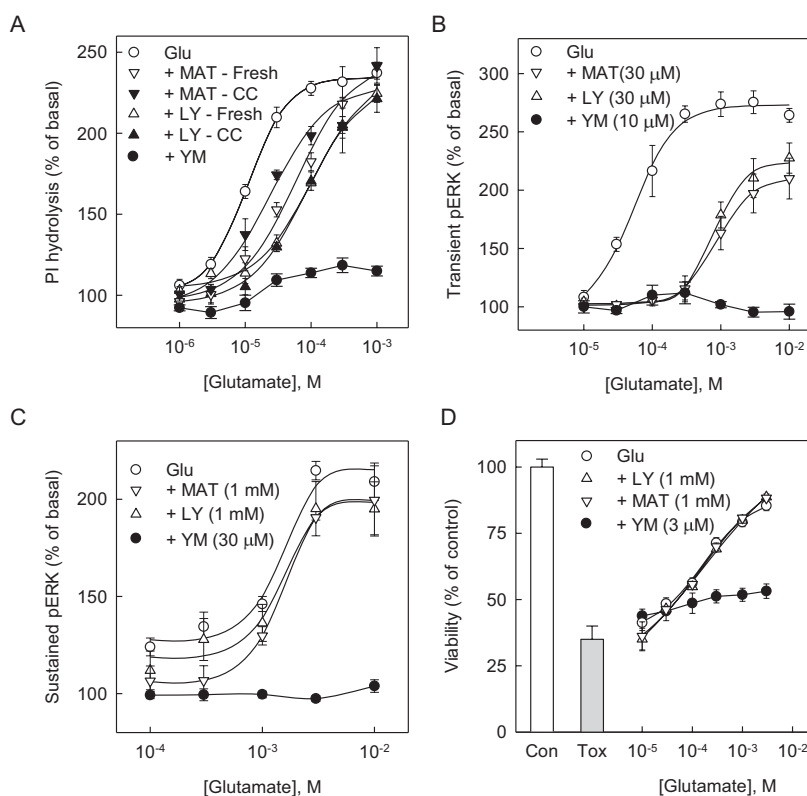 A
Glu
+ MAT - Fresh
+ MAT - CC
+ LY - Fresh
+ LY - CC
+ YM
PI hydrolysis (% of basal)
250
200
150
100
10-6
10-5
10-4
10-3
[Glutamate], M
B
Glu
+ MAT(30 μM)
+ LY (30 μM)
+ YM (10 μM)
Transient pERK (% of basal)
300
250
200
150
100
10-5
10-4
10-3
10-2
[Glutamate], M
C
Glu
+ MAT (1 mM)
+ LY (1 mM)
+ YM (30 μM)
Sustained pERK (% of basal)
200
150
100
10-4
10-3
10-2
[Glutamate], M
D
Glu
+ LY (1 mM)
+ MAT (1 mM)
+ YM (3 μM)
Viability (% of control)
100
75
50
25
0
Con
Tox
10-5
10-4
10-3
10-2
[Glutamate], M